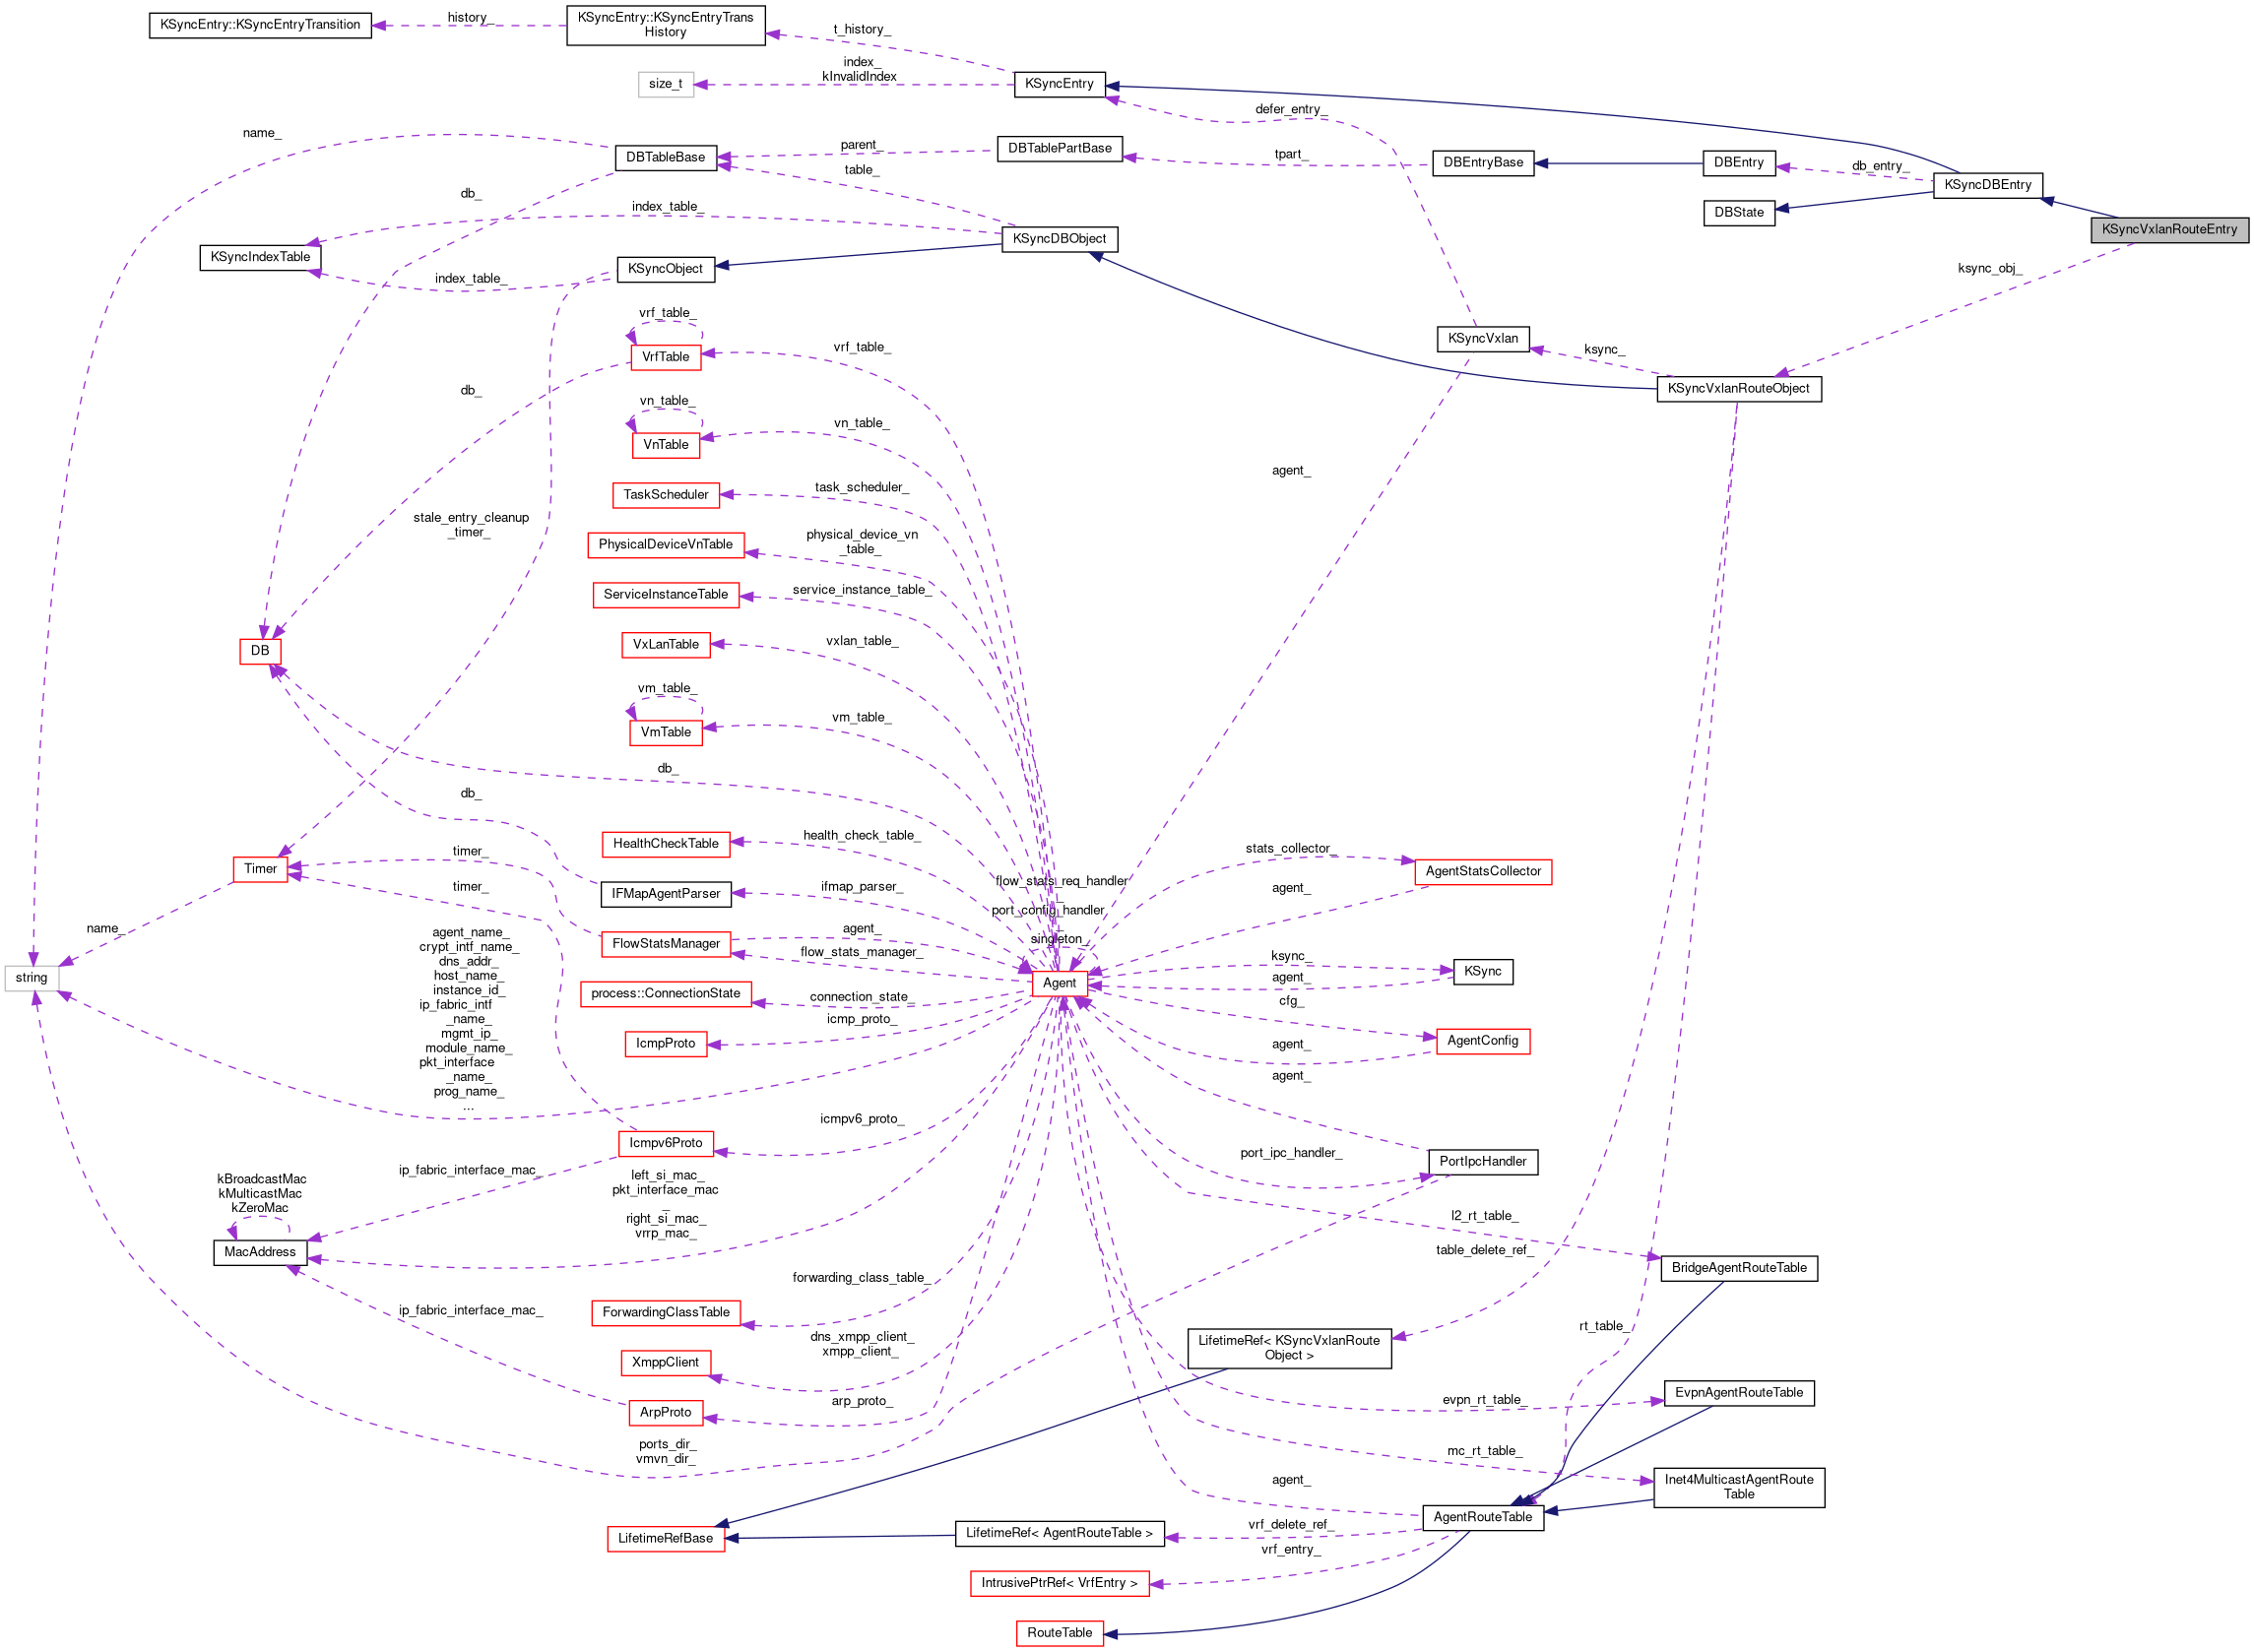 KSyncEntry::KSyncEntryTransition
history_
KSyncEntry::KSyncEntryTrans
History
t_history_
size_t
index_
kInvalidIndex
KSyncEntry
defer_entry_
name_
DBTableBase
parent_
table_
DBTablePartBase
tpart_
DBEntryBase
DBEntry
db_entry_
KSyncDBEntry
DBState
KSyncVxlanRouteEntry
db_
index_table_
KSyncDBObject
KSyncIndexTable
index_table_
KSyncObject
ksync_obj_
vrf_table_
VrfTable
vrf_table_
KSyncVxlan
ksync_
KSyncVxlanRouteObject
db_
vn_table_
VnTable
vn_table_
agent_
TaskScheduler
task_scheduler_
stale_entry_cleanup
_timer_
PhysicalDeviceVnTable
physical_device_vn
_table_
ServiceInstanceTable
service_instance_table_
DB
VxLanTable
vxlan_table_
vm_table_
VmTable
vm_table_
db_
db_
HealthCheckTable
health_check_table_
Timer
timer_
timer_
IFMapAgentParser
ifmap_parser_
flow_stats_req_handler
_
port_config_handler
_
singleton_
stats_collector_
agent_
AgentStatsCollector
name_
string
agent_name_
crypt_intf_name_
dns_addr_
host_name_
instance_id_
ip_fabric_intf
_name_
mgmt_ip_
module_name_
pkt_interface
_name_
prog_name_
...
FlowStatsManager
agent_
flow_stats_manager_
Agent
ksync_
agent_
KSync
process::ConnectionState
connection_state_
cfg_
agent_
AgentConfig
IcmpProto
icmp_proto_
agent_
Icmpv6Proto
icmpv6_proto_
port_ipc_handler_
PortIpcHandler
ip_fabric_interface_mac_
left_si_mac_
pkt_interface_mac
_
right_si_mac_
vrrp_mac_
kBroadcastMac
kMulticastMac
kZeroMac
MacAddress
l2_rt_table_
table_delete_ref_
BridgeAgentRouteTable
ForwardingClassTable
forwarding_class_table_
ip_fabric_interface_mac_
XmppClient
dns_xmpp_client_
xmpp_client_
LifetimeRef< KSyncVxlanRoute
Object >
rt_table_
ArpProto
arp_proto_
evpn_rt_table_
EvpnAgentRouteTable
ports_dir_
vmvn_dir_
mc_rt_table_
Inet4MulticastAgentRoute
Table
agent_
AgentRouteTable
LifetimeRefBase
LifetimeRef< AgentRouteTable >
vrf_delete_ref_
vrf_entry_
IntrusivePtrRef< VrfEntry >
RouteTable